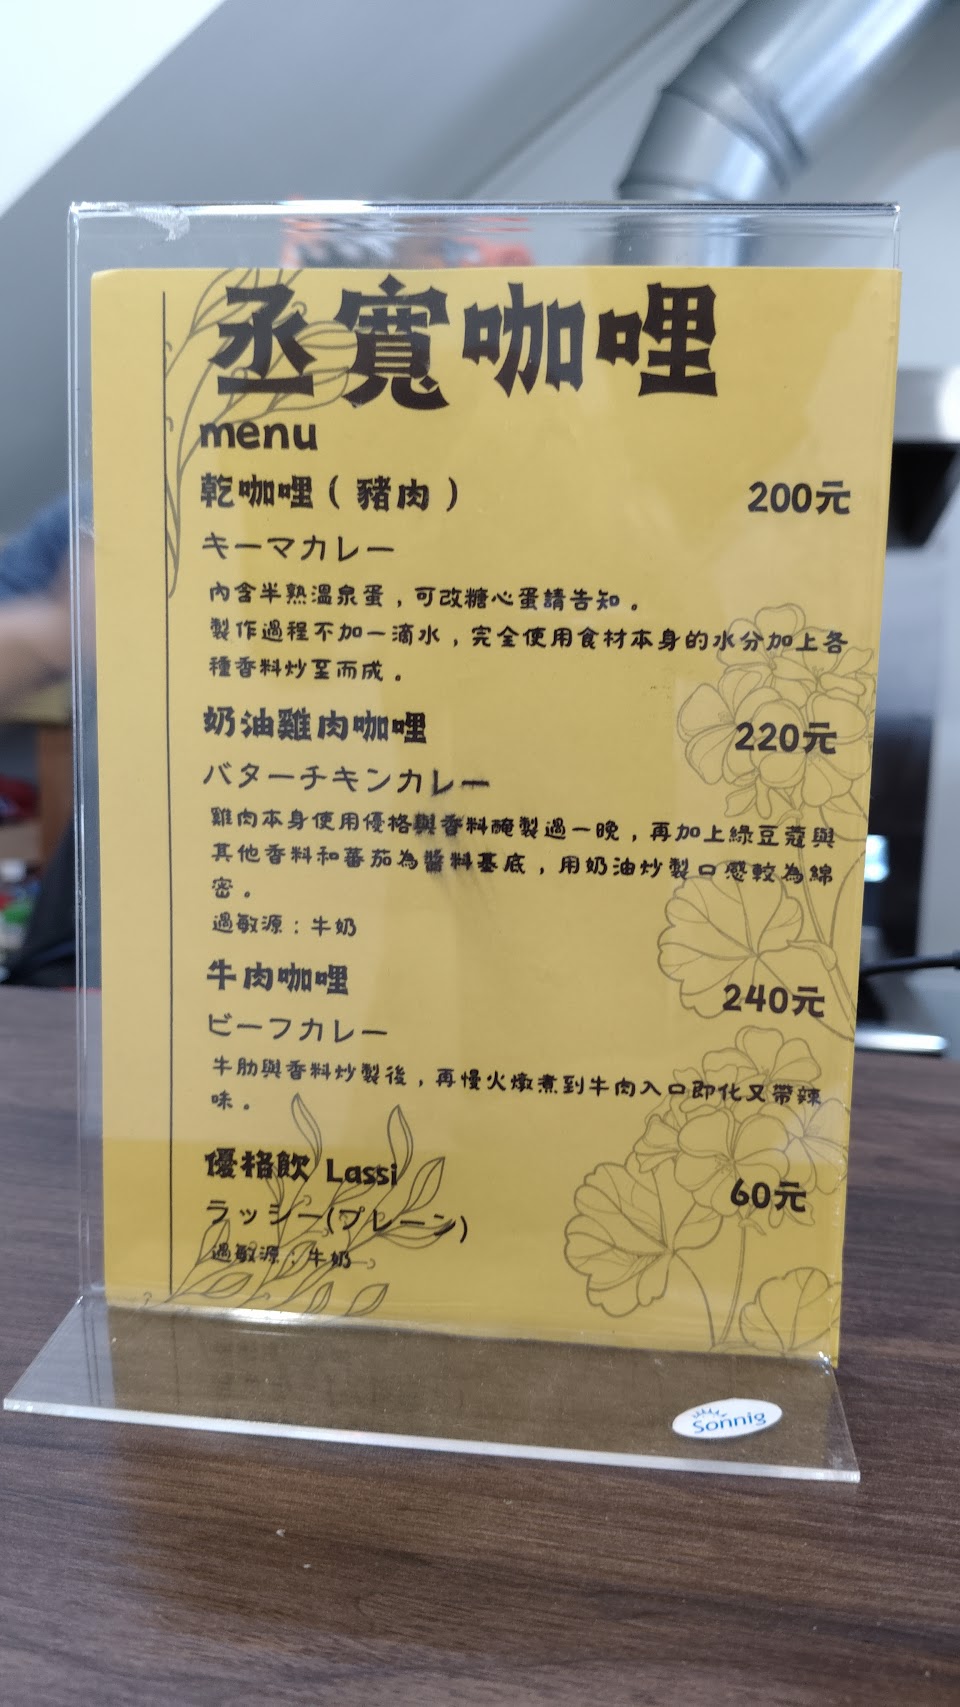 丞寬咖哩
menu
乾咖哩（豬肉） 200元
キーマカレー
內含半熟溫泉蛋，可改糖心蛋請告知。
製作過程不加一滴水，完全使用食材本身的水分加上各
種香料炒至而成。
奶油雞肉咖哩 220元
バターチキンカレー
雞肉本身使用優格與香料醃製過一晚，再加上綠豆蔻與
其他香料和蕃茄為醬料基底，用奶油炒製口感較為綿
密。
過敏源：牛奶
牛肉咖哩 240元
ビーフカレー
牛肋與香料炒製後，再慢火燉煮到牛肉入口即化又帶辣
味。
優格飲 Lassi 60元
ラッシー(プレーン)
過敏源：牛奶
Sonnig